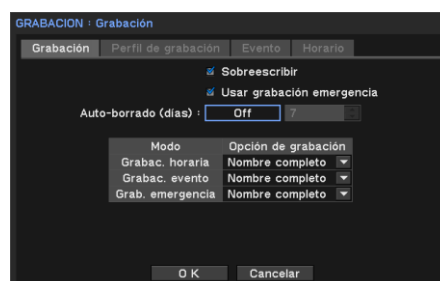 GRABACION : Grabación
Grabación Perfil de grabación Evento Horario
Sobreescribir
Usar grabación emergencia
Auto-borrado (días) : Off 7
Modo Opción de grabación
Grabac. horaria Nombre completo
Grabac. evento Nombre completo
Grab. emergencia Nombre completo
O K Cancelar